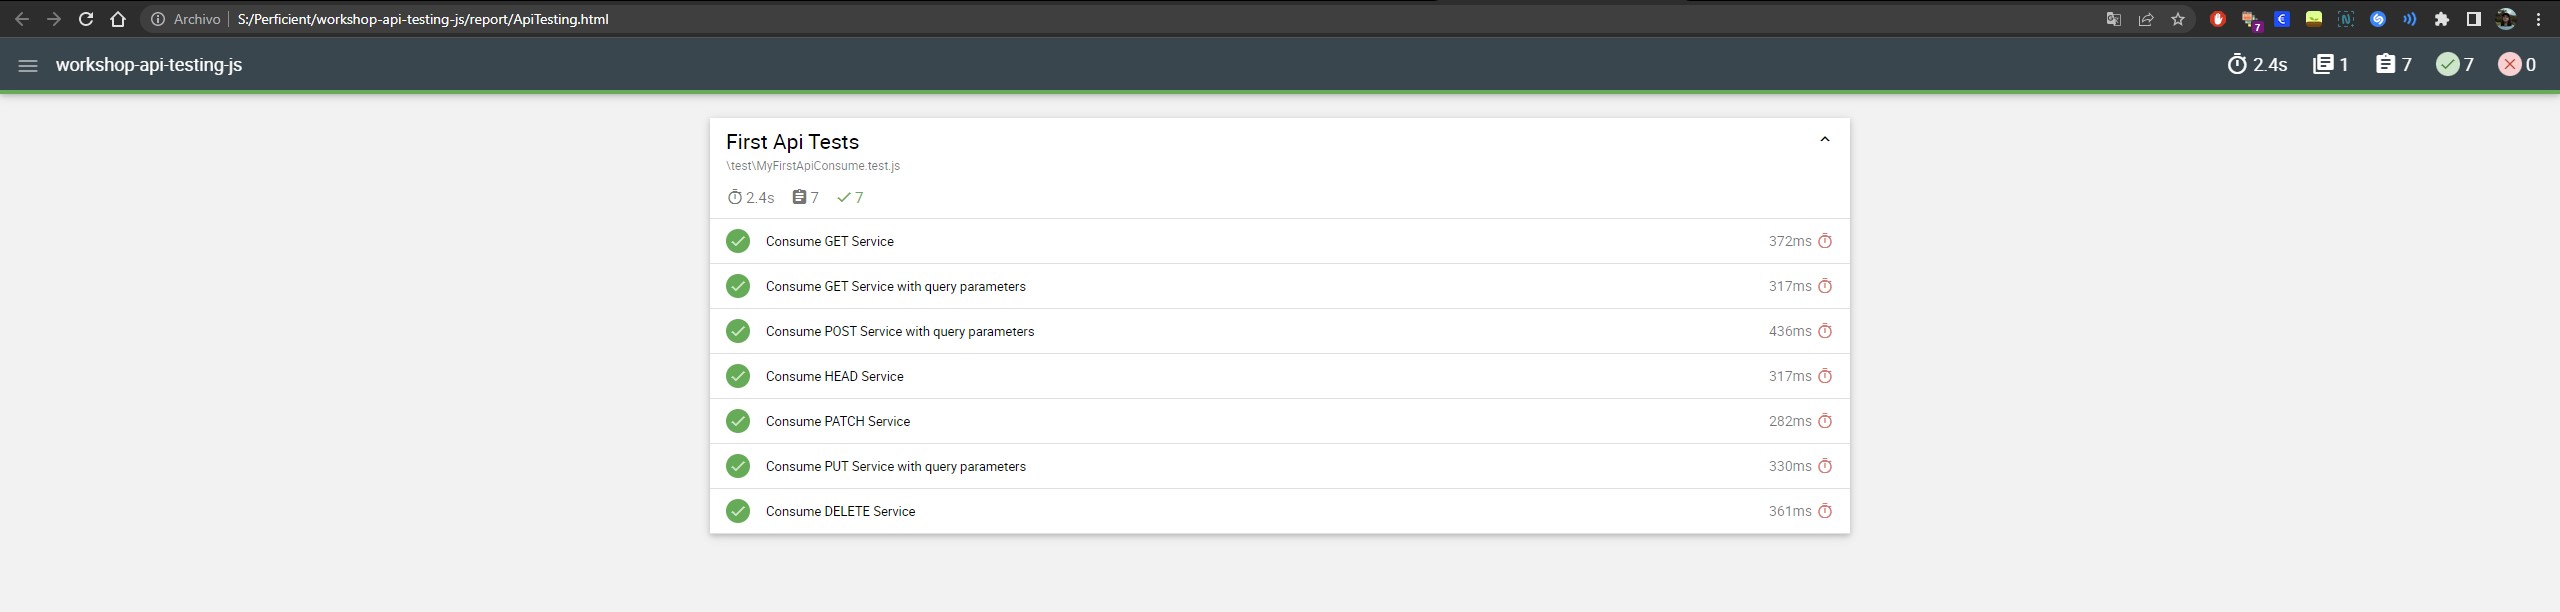 Archivo S:/Perficient/workshop-api-testing-js/report/ApiTesting.html
7
workshop-api-testing-js 2.4s 1 7 7 0
First Api Tests
\test\MyFirstApiConsume.test.js
2.4s 7 7
Consume GET Service 372ms
Consume GET Service with query parameters 317ms
Consume POST Service with query parameters 436ms
Consume HEAD Service 317ms
Consume PATCH Service 282ms
Consume PUT Service with query parameters 330ms
Consume DELETE Service 361ms